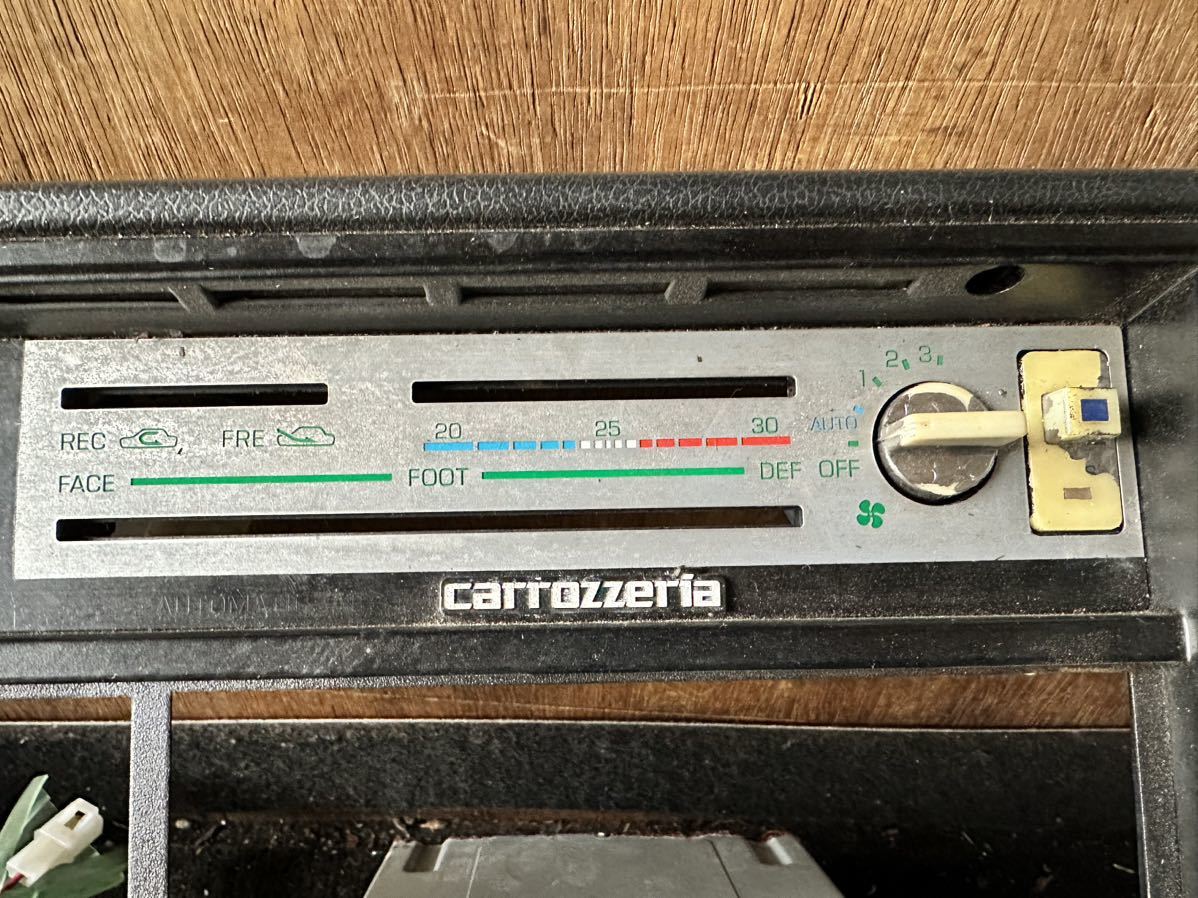 1 2 3
AUTO
REC FRE
20 25 30
FACE FOOT DEF OFF
carrozzeria